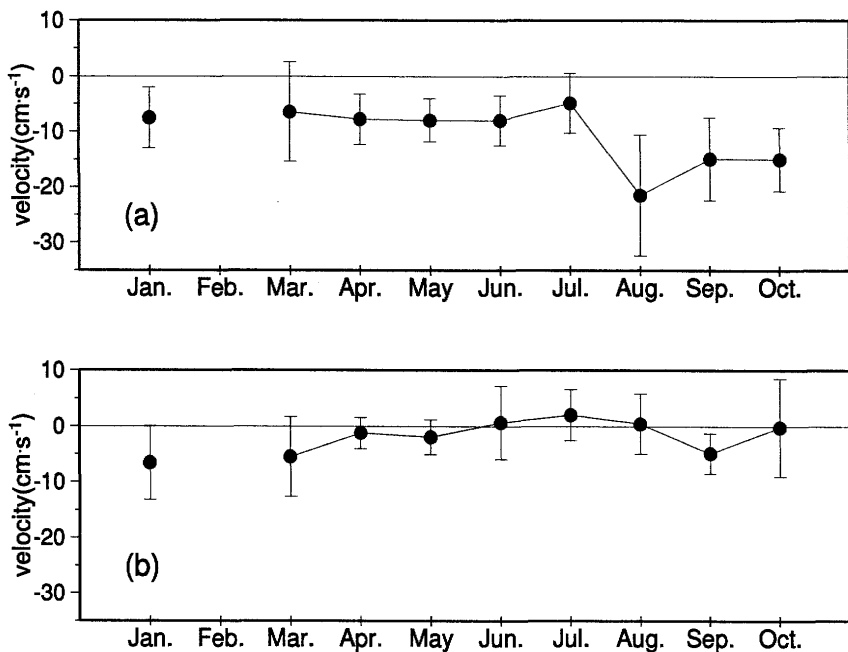 10
0
-10
-20
-30
velocity(cm·s⁻¹)
(a)
Jan. Feb. Mar. Apr. May Jun. Jul. Aug. Sep. Oct.
10
0
-10
-20
-30
velocity(cm·s⁻¹)
(b)
Jan. Feb. Mar. Apr. May Jun. Jul. Aug. Sep. Oct.